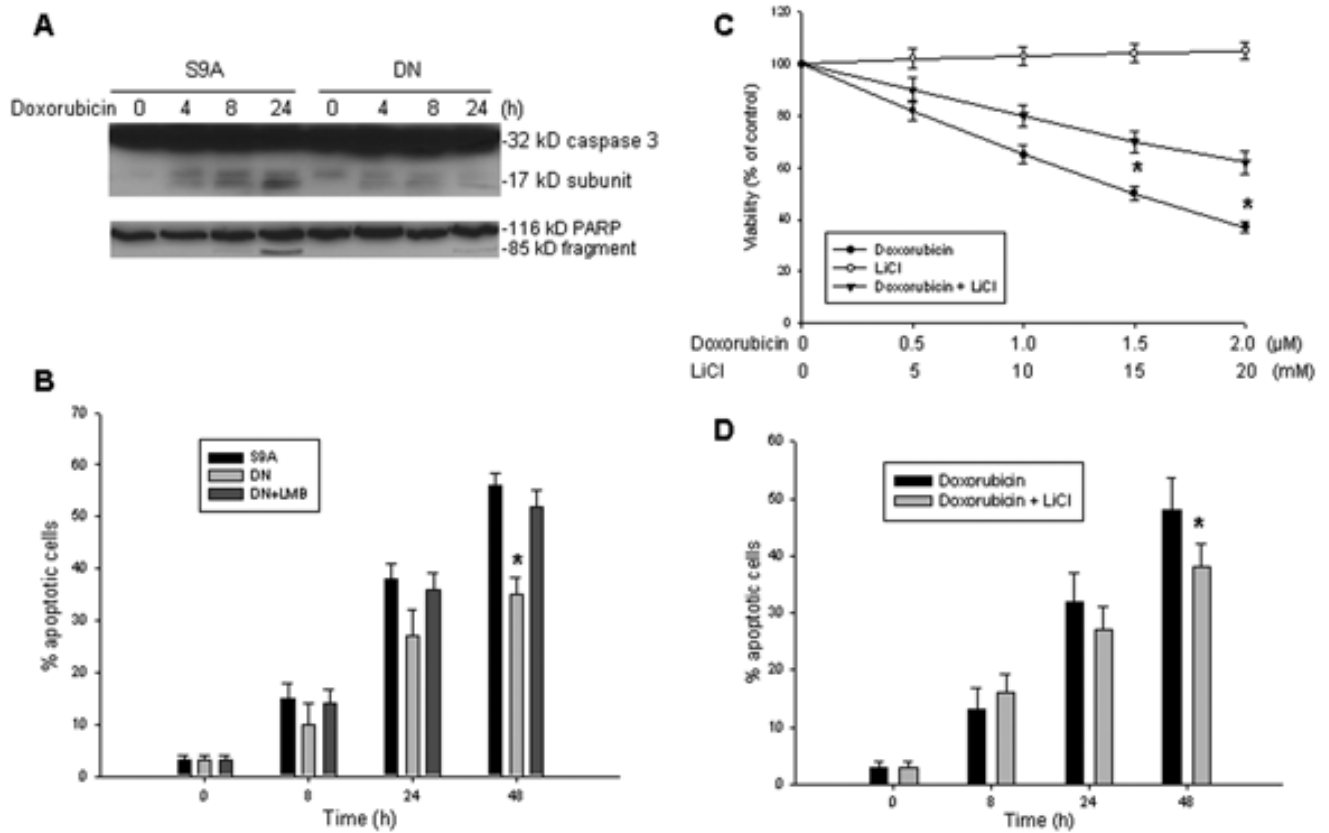 A
S9A DN
Doxorubicin 0 4 8 24 0 4 8 24 (h)
-32 kD caspase 3
-17 kD subunit
-116 kD PARP
-85 kD fragment
B
70
60
50
40
30
20
10
0
% apoptotic cells
S9A
DN
DN+LMB
*
0 8 24 48
Time (h)
C
120
100
80
60
40
20
0
Viability (% of control)
Doxorubicin
LiCl
Doxorubicin + LiCl
*
*
Doxorubicin 0 0.5 1.0 1.5 2.0 (µM)
LiCl 0 5 10 15 20 (mM)
D
60
50
40
30
20
10
0
% apoptotic cells
Doxorubicin
Doxorubicin + LiCl
*
0 8 24 48
Time (h)